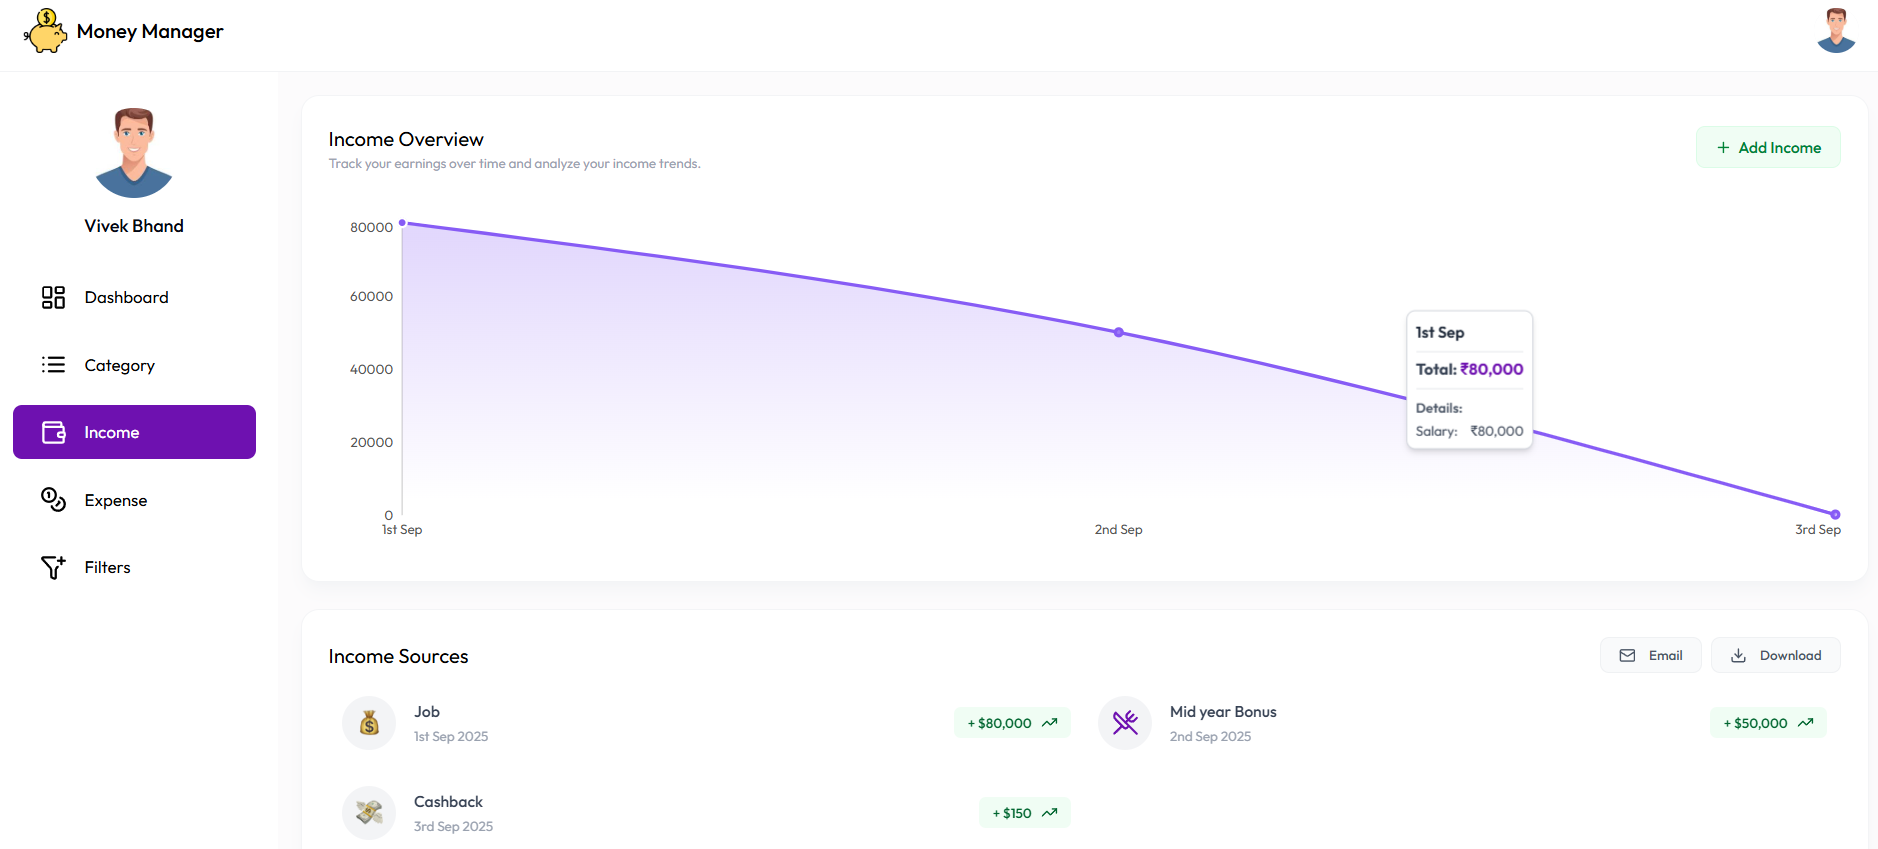 Money Manager
Vivek Bhand
Dashboard
Category
Income
Expense
Filters
Income Overview
Track your earnings over time and analyze your income trends.
+ Add Income
80000
60000
40000
20000
0
1st Sep
2nd Sep
3rd Sep
1st Sep
Total: ₹80,000
Details:
Salary: ₹80,000
Income Sources
Email
Download
Job
1st Sep 2025
+ $80,000
Mid year Bonus
2nd Sep 2025
+ $50,000
Cashback
3rd Sep 2025
+ $150